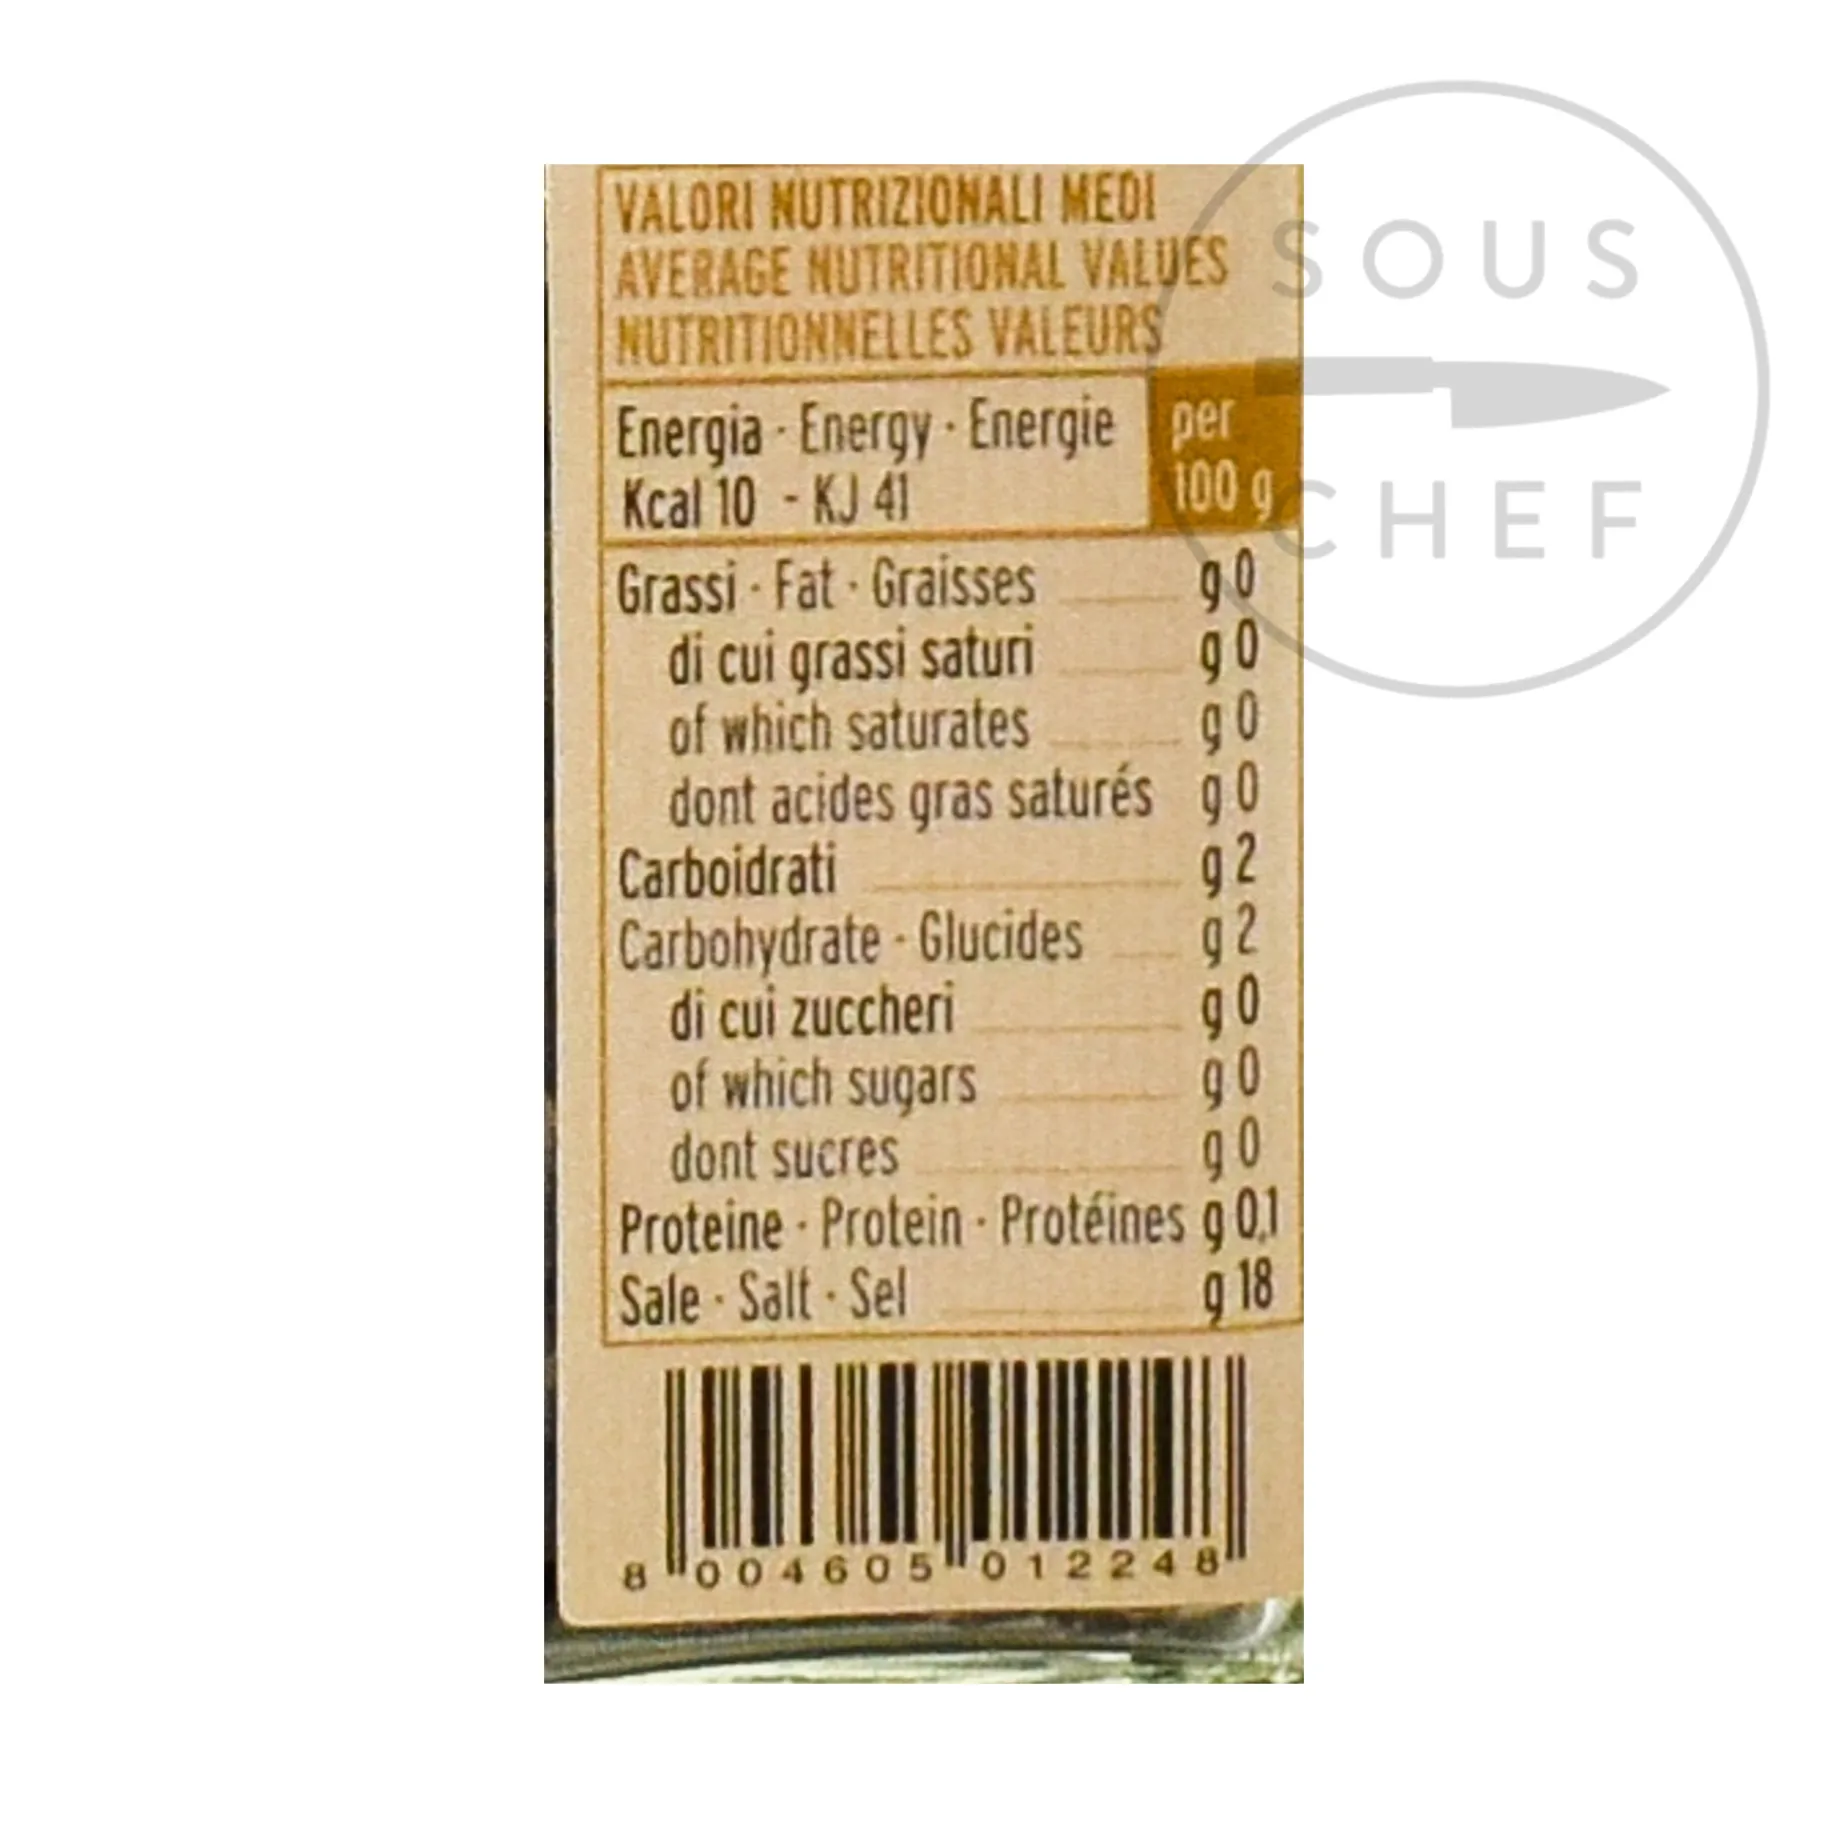 VALORI NUTRIZIONALI MEDI
AVERAGE NUTRITIONAL VALUES
NUTRITIONNELLES VALEURS
Energia · Energy · Energie
Kcal 10 - KJ 41
per
100 g
Grassi · Fat · Graisses g 0
di cui grassi saturi g 0
of which saturates g 0
dont acides gras saturés g 0
Carboidrati g 2
Carbohydrate · Glucides g 2
di cui zuccheri g 0
of which sugars g 0
dont sucres g 0
Proteine · Protein · Protéines g 0,1
Sale · Salt · Sel g 18
8 004605 012248
SOUS
CHEF